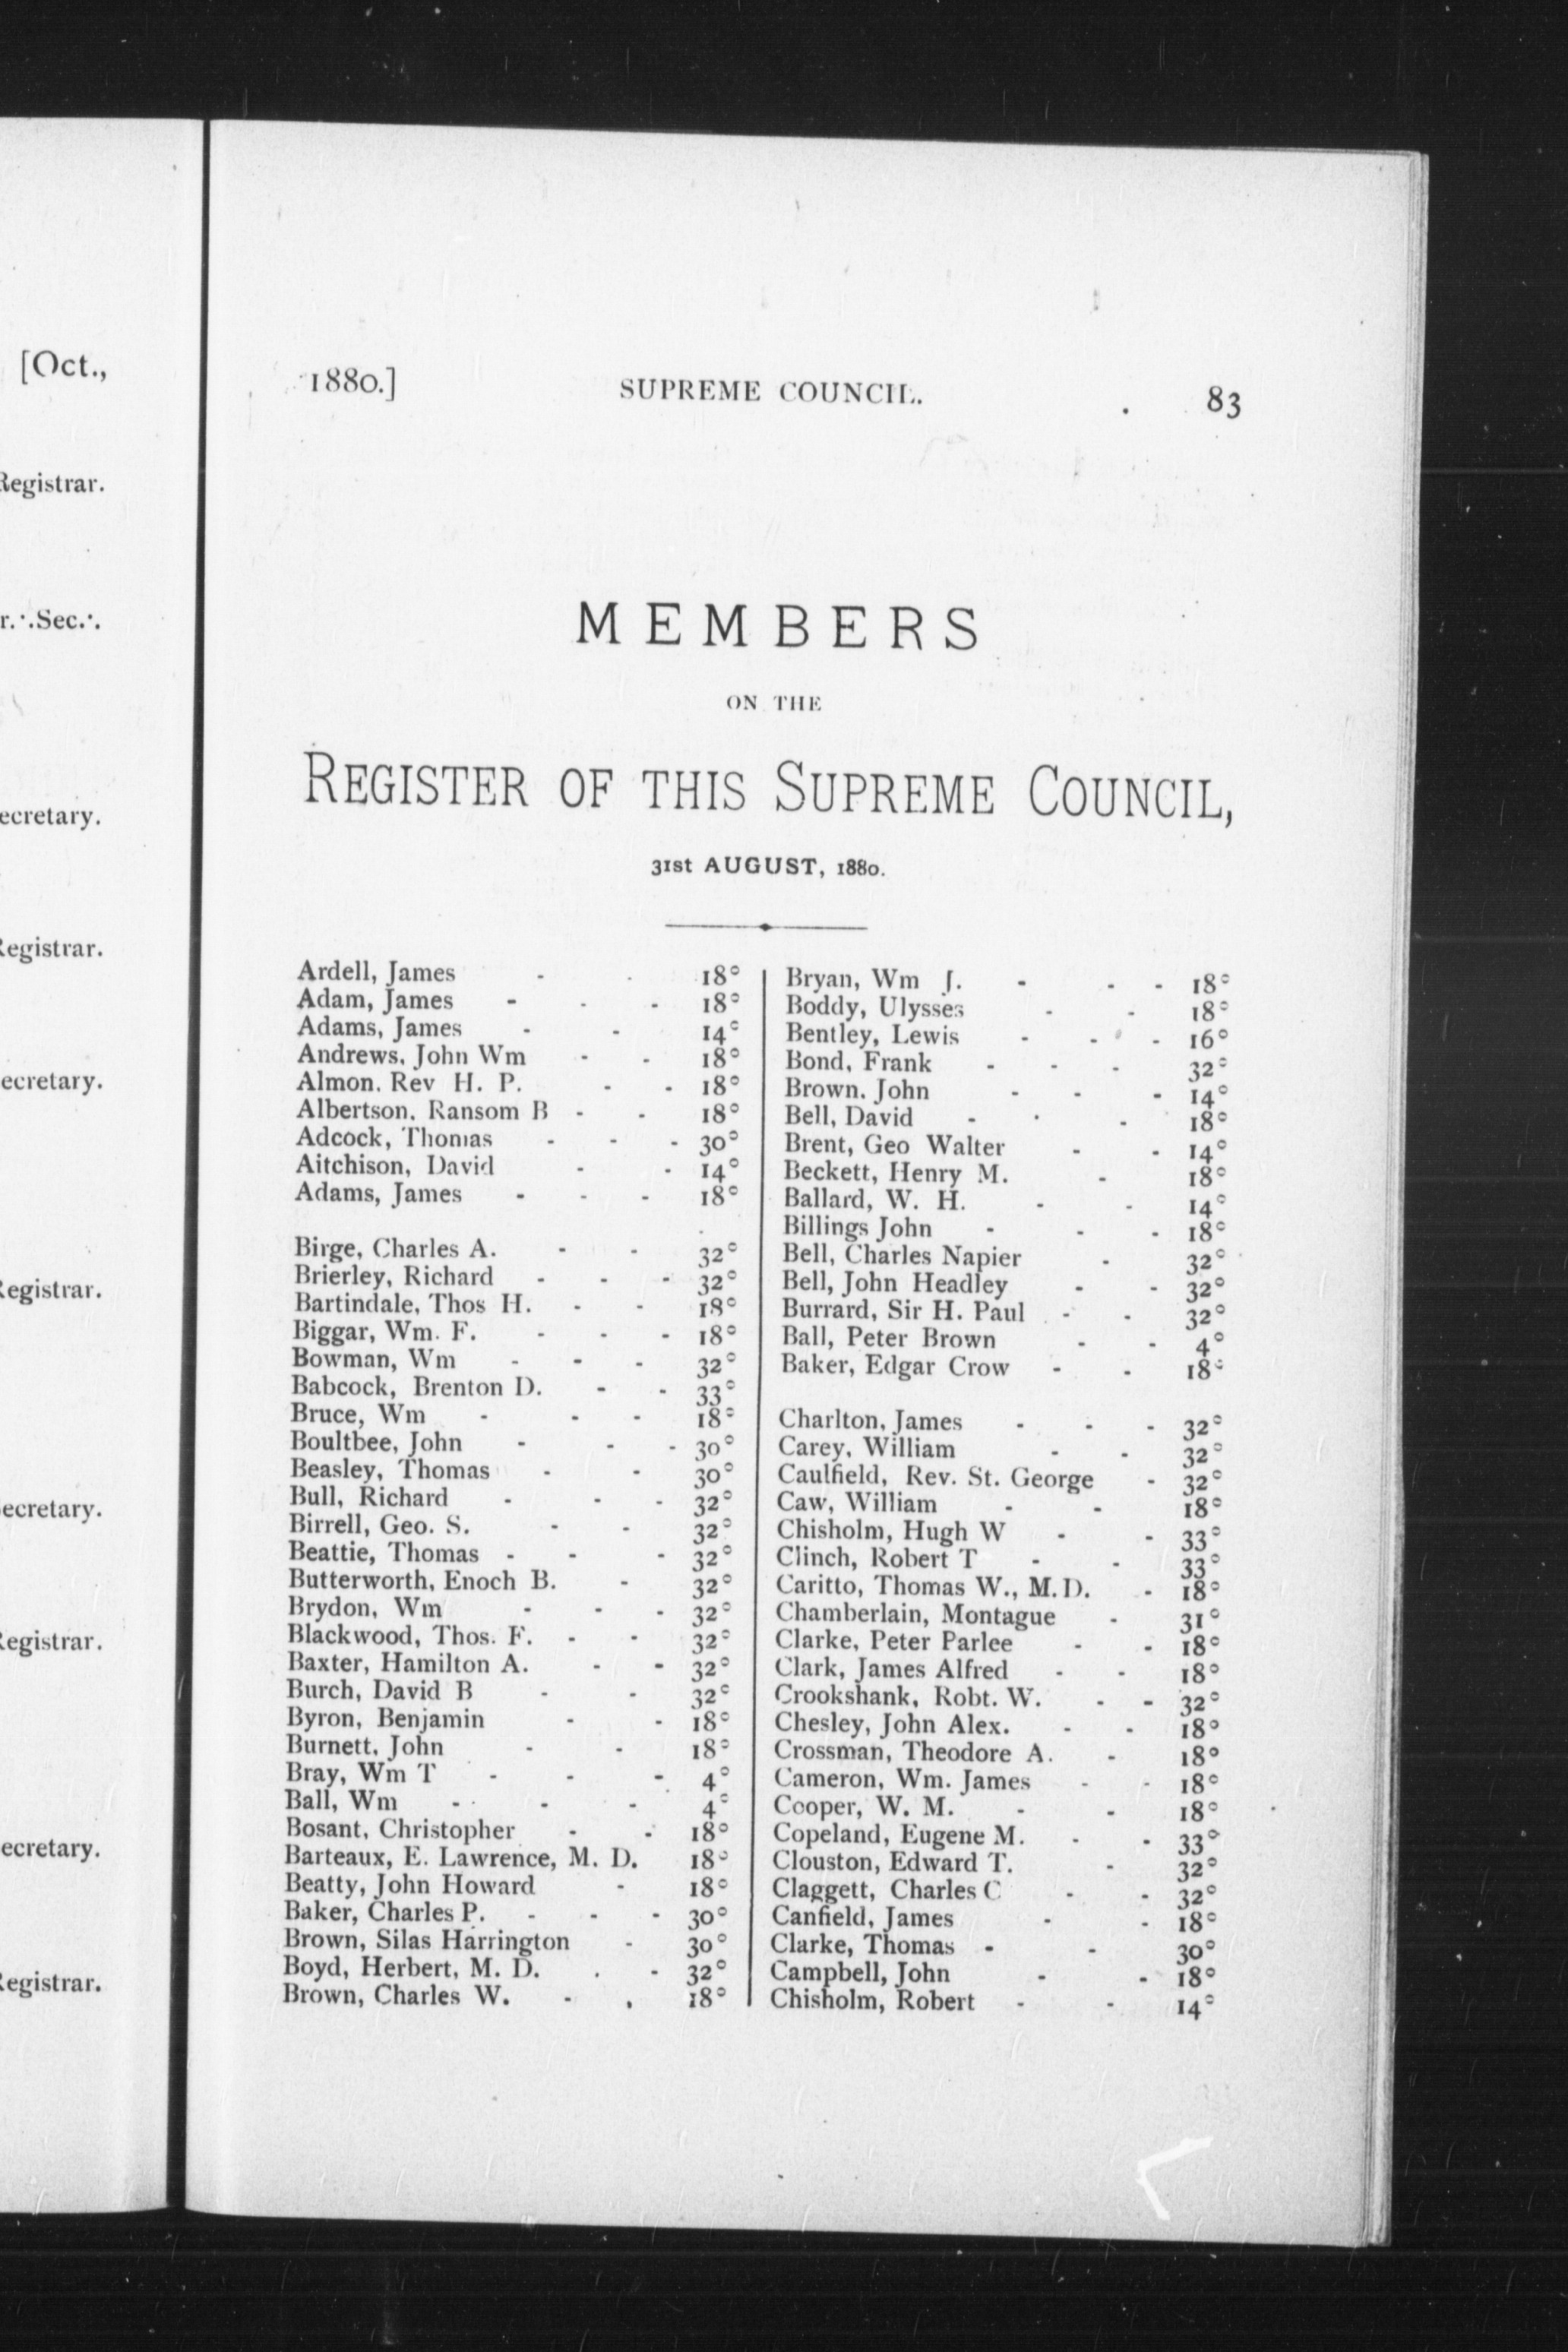 [Oct.,
Registrar.
r.·.Sec.·.
ecretary.
Registrar.
ecretary.
Registrar.
ecretary.
Registrar.
ecretary.
Registrar.
1880.] SUPREME COUNCIL. 83
MEMBERS
ON THE
REGISTER OF THIS SUPREME COUNCIL,
31st AUGUST, 1880.
Ardell, James - - 18°
Adam, James - - - 18°
Adams, James - - 14°
Andrews, John Wm - - 18°
Almon. Rev H. P. - - 18°
Albertson, Ransom B - - 18°
Adcock, Thomas - - - 30°
Aitchison, David - - 14°
Adams, James - - - 18°
Birge, Charles A. - - 32°
Brierley, Richard - - - 32°
Bartindale, Thos H. - - 18°
Biggar, Wm. F. - - - 18°
Bowman, Wm - - - 32°
Babcock, Brenton D. - - 33°
Bruce, Wm - - - 18°
Boultbee, John - - - 30°
Beasley, Thomas - - 30°
Bull, Richard - - - 32°
Birrell, Geo. S. - - 32°
Beattie, Thomas - - - 32°
Butterworth, Enoch B. - 32°
Brydon, Wm - - - 32°
Blackwood, Thos. F. - - 32°
Baxter, Hamilton A. - - 32°
Burch, David B - - 32°
Byron, Benjamin - - 18°
Burnett, John - - 18°
Bray, Wm T - - - 4°
Ball, Wm - - - 4°
Bosant, Christopher - - 18°
Barteaux, E. Lawrence, M. D. 18°
Beatty, John Howard - 18°
Baker, Charles P. - - - 30°
Brown, Silas Harrington - 30°
Boyd, Herbert, M. D. . - 32°
Brown, Charles W. - . 18°
Bryan, Wm J. - - - 18°
Boddy, Ulysses - - 18°
Bentley, Lewis - - - 16°
Bond, Frank - - - 32°
Brown. John - - - 14°
Bell, David - - - 18°
Brent, Geo Walter - - 14°
Beckett, Henry M. - 18°
Ballard, W. H. - - 14°
Billings John - - - 18°
Bell, Charles Napier - 32°
Bell, John Headley - - 32°
Burrard, Sir H. Paul - - 32°
Ball, Peter Brown - - 4°
Baker, Edgar Crow - - 18°
Charlton, James - - - 32°
Carey, William - - 32°
Caulfield, Rev. St. George - 32°
Caw, William - - 18°
Chisholm, Hugh W - - 33°
Clinch, Robert T - - 33°
Caritto, Thomas W., M.D. - 18°
Chamberlain, Montague - 31°
Clarke, Peter Parlee - - 18°
Clark, James Alfred - - 18°
Crookshank, Robt. W. - - 32°
Chesley, John Alex. - - 18°
Crossman, Theodore A. - 18°
Cameron, Wm. James - - 18°
Cooper, W. M. - - 18°
Copeland, Eugene M. - - 33°
Clouston, Edward T. - 32°
Claggett, Charles C - - 32°
Canfield, James - - 18°
Clarke, Thomas - - 30°
Campbell, John - - 18°
Chisholm, Robert - - 14°